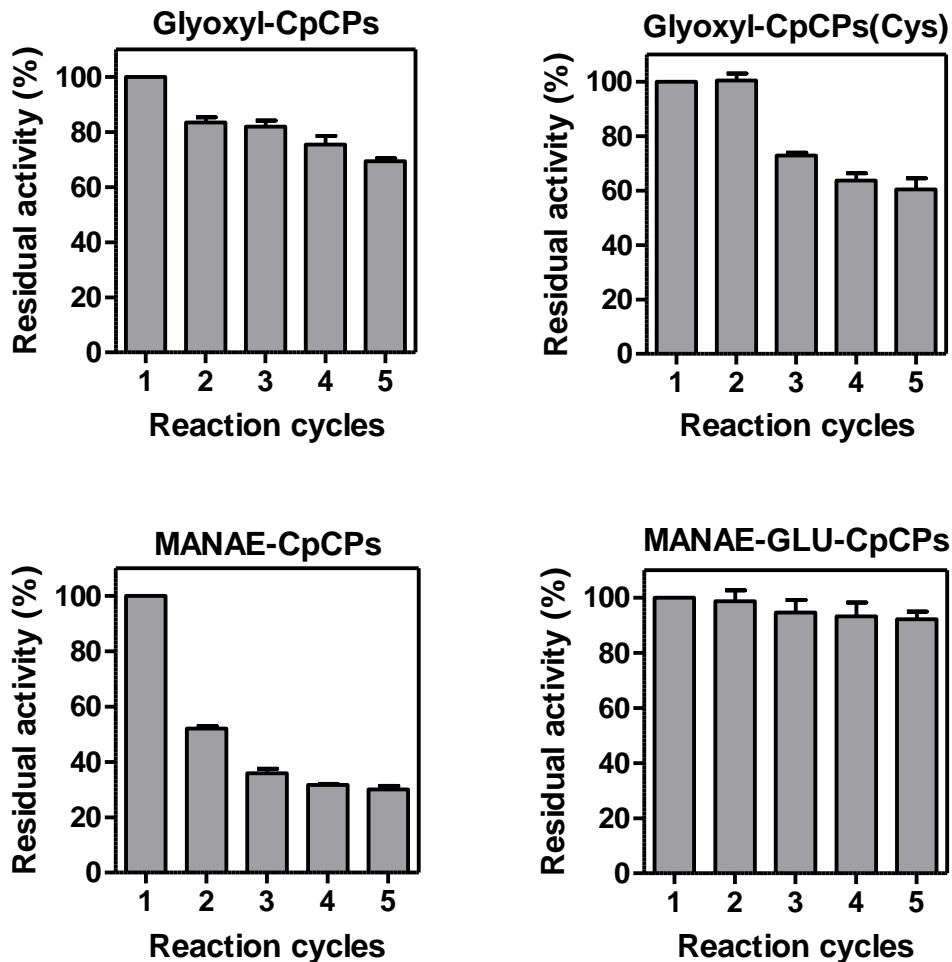 Glyoxyl-CpCPs
Residual activity (%)
100
80
60
40
20
0
1 2 3 4 5
Reaction cycles
Glyoxyl-CpCPs(Cys)
Residual activity (%)
100
80
60
40
20
0
1 2 3 4 5
Reaction cycles
MANAE-CpCPs
Residual activity (%)
100
80
60
40
20
0
1 2 3 4 5
Reaction cycles
MANAE-GLU-CpCPs
Residual activity (%)
100
80
60
40
20
0
1 2 3 4 5
Reaction cycles